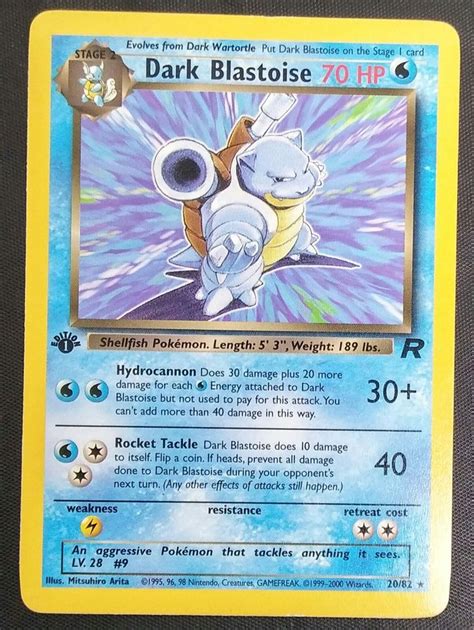 Evolves from Dark Wartortle Put Dark Blastoise on the Stage 1 card
STAGE 2
Dark Blastoise 70 HP
EDITION
1
Shellfish Pokémon. Length: 5' 3", Weight: 189 lbs.
R
Hydrocannon Does 30 damage plus 20 more
damage for each Energy attached to Dark
Blastoise but not used to pay for this attack. You
can't add more than 40 damage in this way.
30+
Rocket Tackle Dark Blastoise does 10 damage
to itself. Flip a coin. If heads, prevent all
damage done to Dark Blastoise during your opponent's
next turn. (Any other effects of attacks still happen.)
40
weakness resistance retreat cost
An aggressive Pokémon that tackles anything it sees.
LV. 28 #9
Illus. Mitsuhiro Arita ©1995, 96, 98 Nintendo, Creatures, GAMEFREAK. ©1999-2000 Wizards. 20/82 ★